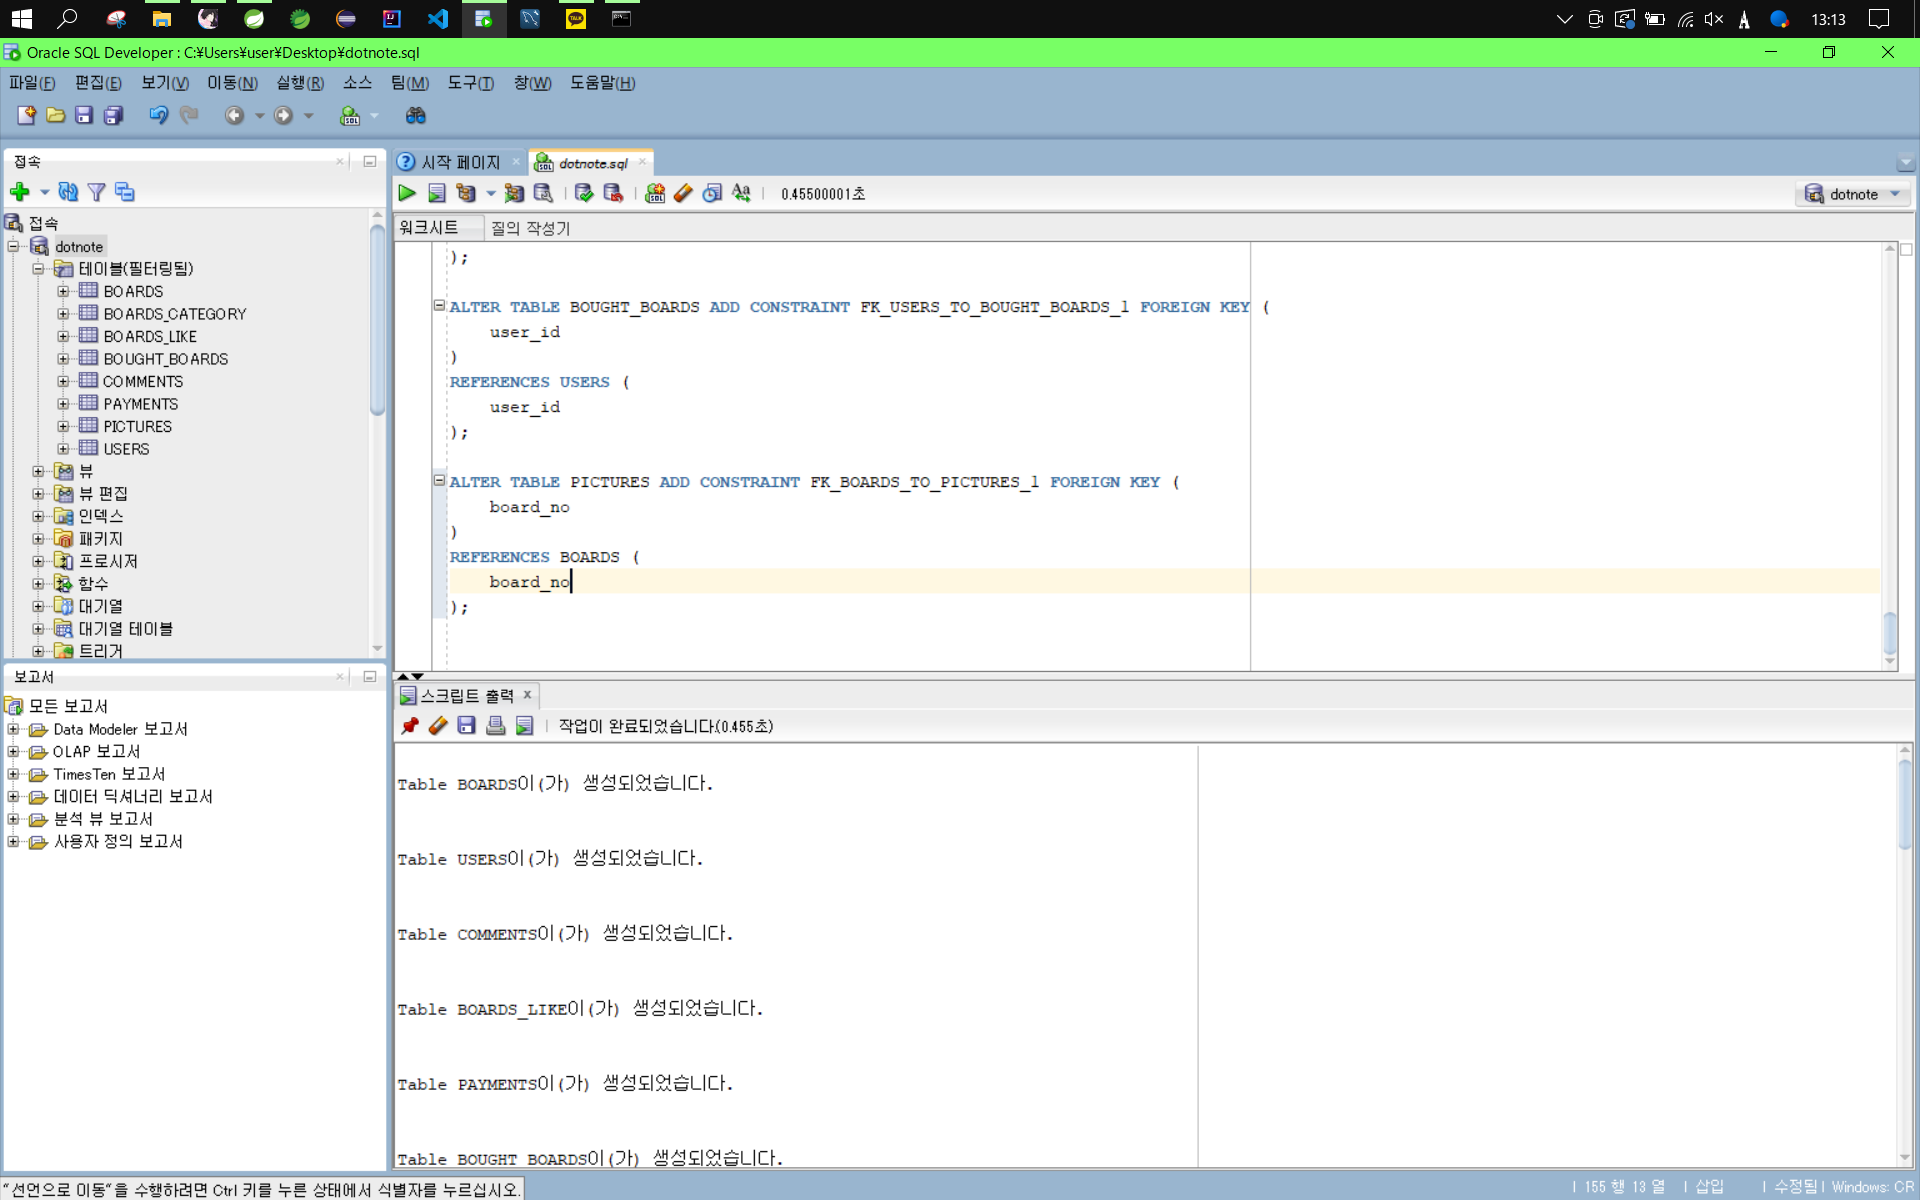 TALK
13:13
Oracle SQL Developer : C:¥Users¥user¥Desktop¥dotnote.sql
파일(F) 편집(E) 보기(V) 이동(N) 실행(R) 소스 팀(M) 도구(T) 창(W) 도움말(H)
접속
접속
dotnote
테이블(필터링됨)
BOARDS
BOARDS_CATEGORY
BOARDS_LIKE
BOUGHT_BOARDS
COMMENTS
PAYMENTS
PICTURES
USERS
뷰
뷰 편집
인덱스
패키지
프로시저
함수
대기열
대기열 테이블
트리거
보고서
모든 보고서
Data Modeler 보고서
OLAP 보고서
TimesTen 보고서
데이터 딕셔너리 보고서
분석 뷰 보고서
사용자 정의 보고서
시작 페이지 dotnote.sql
0.45500001초
dotnote
워크시트 질의 작성기
);
ALTER TABLE BOUGHT_BOARDS ADD CONSTRAINT FK_USERS_TO_BOUGHT_BOARDS_1 FOREIGN KEY (
user_id
)
REFERENCES USERS (
user_id
);
ALTER TABLE PICTURES ADD CONSTRAINT FK_BOARDS_TO_PICTURES_1 FOREIGN KEY (
board_no
)
REFERENCES BOARDS (
board_no
);
스크립트 출력
작업이 완료되었습니다.(0.455초)
Table BOARDS이(가) 생성되었습니다.
Table USERS이(가) 생성되었습니다.
Table COMMENTS이(가) 생성되었습니다.
Table BOARDS_LIKE이(가) 생성되었습니다.
Table PAYMENTS이(가) 생성되었습니다.
Table BOUGHT_BOARDS이(가) 생성되었습니다.
"선언으로 이동"을 수행하려면 Ctrl 키를 누른 상태에서 식별자를 누르십시오.
155 행 13 열 | 삽입 | 수정됨 | Windows: CR